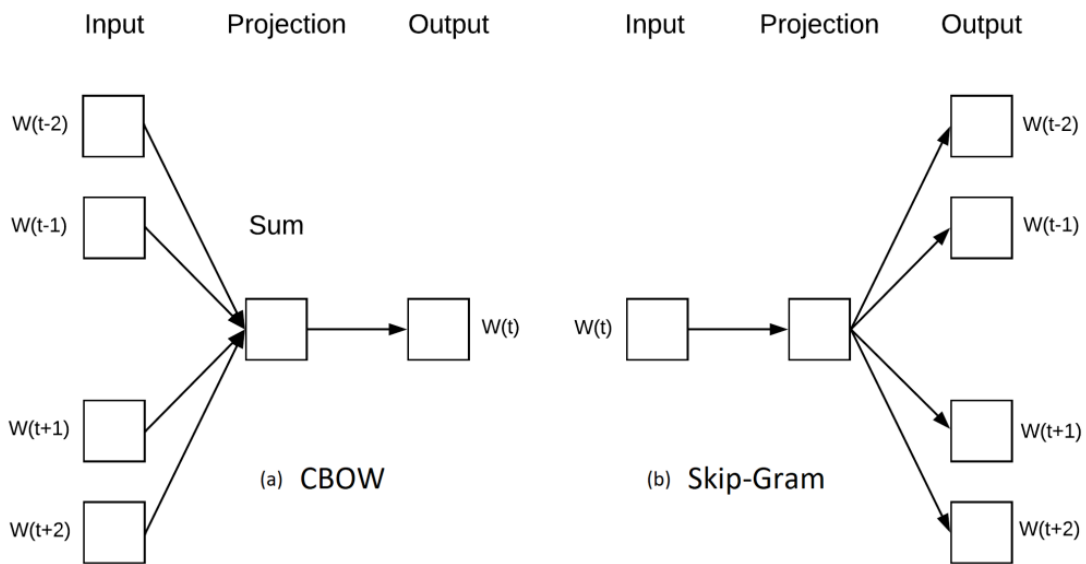 Input Projection Output
W(t-2)
W(t-1)
Sum
W(t)
W(t+1)
W(t+2)
(a) CBOW
Input Projection Output
W(t-2)
W(t-1)
W(t)
W(t+1)
W(t+2)
(b) Skip-Gram